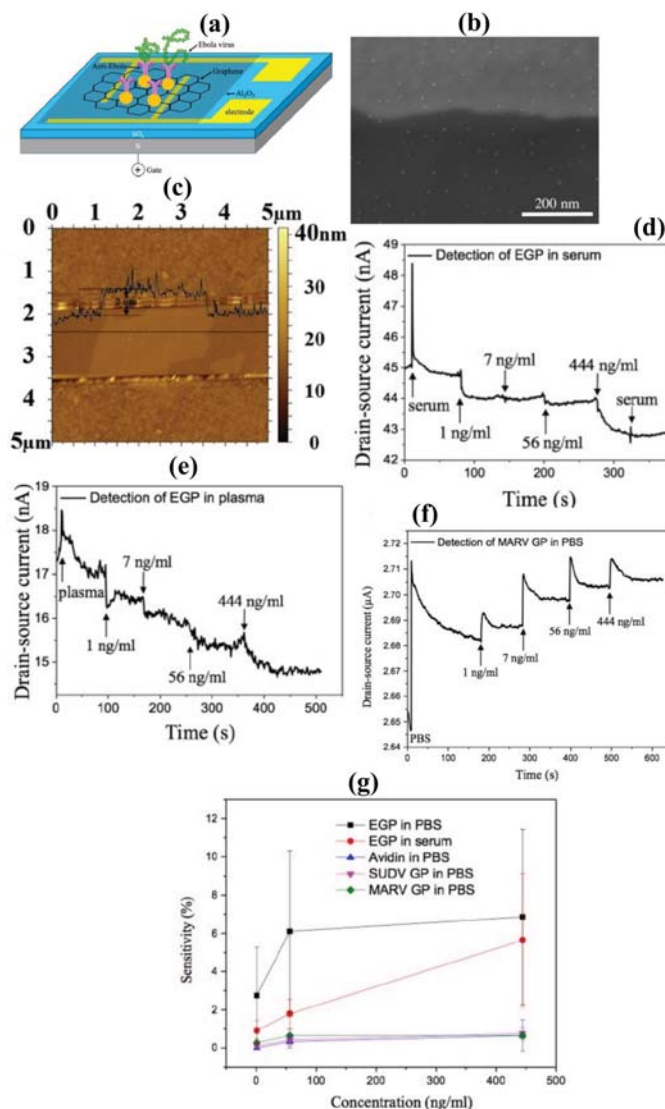 (a)
Ebola virus
Anti-Ebola
Graphene
Al₂O₃
electrode
Gate
(b)
200 nm
(c)
0 1 2 3 4 5μm
0
1
2
3
4
5μm
40nm
30
20
10
0
(d)
Detection of EGP in serum
Drain-source current (nA)
48
47
46
45
44
43
42
serum
1 ng/ml
7 ng/ml
56 ng/ml
444 ng/ml
serum
0 100 200 300
Time (s)
(e)
Detection of EGP in plasma
Drain-source current (nA)
19
18
17
16
15
plasma
1 ng/ml
7 ng/ml
56 ng/ml
444 ng/ml
0 100 200 300 400 500
Time (s)
(f)
Detection of MARV GP in PBS
Drain-source current (μA)
2.72
2.71
2.70
2.69
2.68
2.67
2.66
2.65
2.64
PBS
1 ng/ml
7 ng/ml
56 ng/ml
444 ng/ml
0 100 200 300 400 500 600
Time (s)
(g)
EGP in PBS
EGP in serum
Avidin in PBS
SUDV GP in PBS
MARV GP in PBS
Sensitivity (%)
12
10
8
6
4
2
0
0 100 200 300 400 500
Concentration (ng/ml)